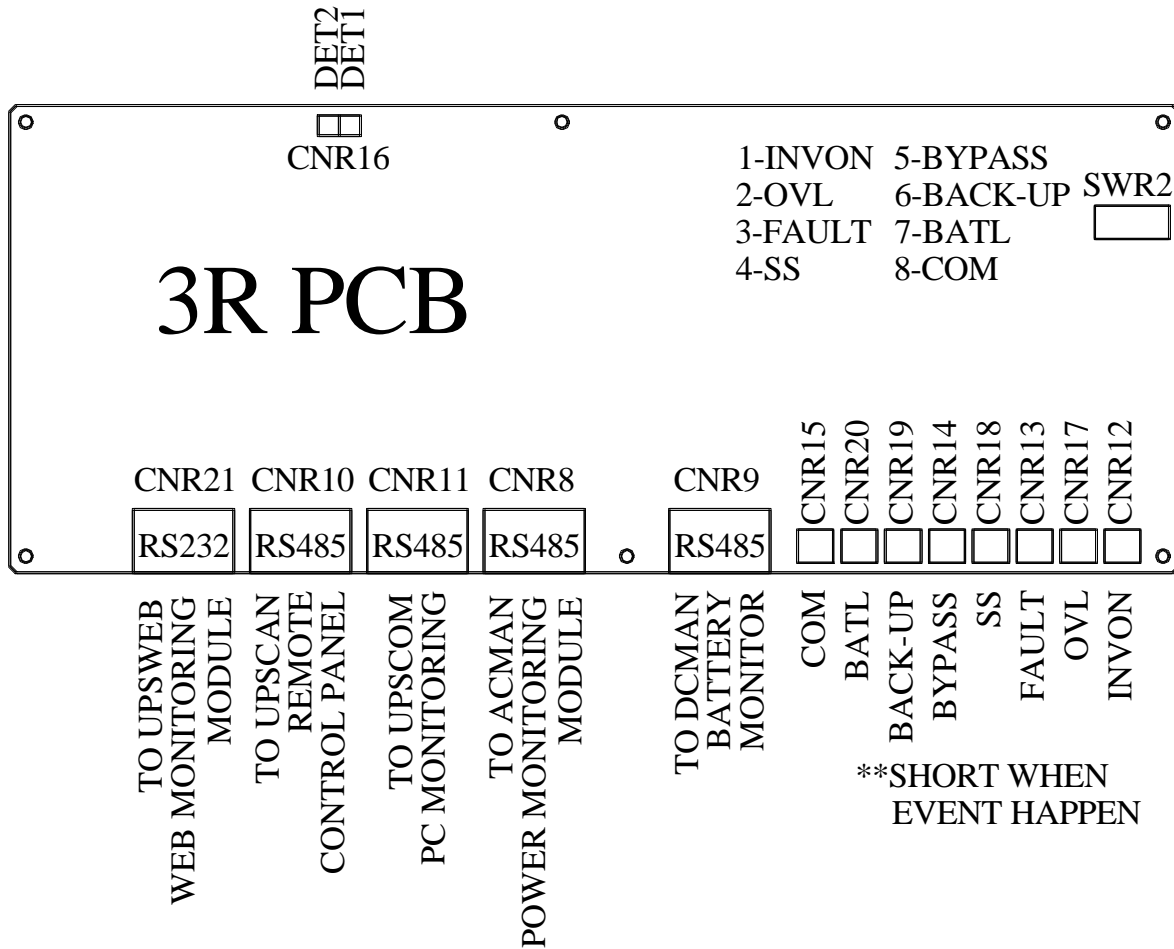 DET2
DET1
CNR16
1-INVON 5-BYPASS
2-OVL 6-BACK-UP
3-FAULT 7-BATL
4-SS 8-COM
SWR2
3R PCB
CNR21 CNR10 CNR11 CNR8 CNR9
CNR15
CNR20
CNR19
CNR14
CNR18
CNR13
CNR17
CNR12
RS232 RS485 RS485 RS485 RS485
TO UPSWEB
WEB MONITORING
MODULE
TO UPSCAN
REMOTE
CONTROL PANEL
TO UPSCOM
PC MONITORING
TO ACMAN
POWER MONITORING
MODULE
TO DCMAN
BATTERY
MONITOR
COM
BATL
BACK-UP
BYPASS
SS
FAULT
OVL
INVON
**SHORT WHEN
EVENT HAPPEN